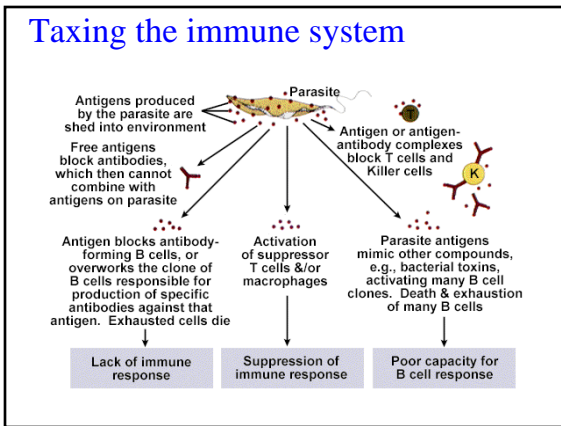 Taxing the immune system
Parasite
Antigens produced
by the parasite are
shed into environment
T
Antigen or antigen-
antibody complexes
block T cells and
Killer cells
Free antigens
block antibodies,
which then cannot
combine with
antigens on parasite
K
Antigen blocks antibody-
forming B cells, or
overworks the clone of
B cells responsible for
production of specific
antibodies against that
antigen. Exhausted cells die
Activation
of suppressor
T cells &/or
macrophages
Parasite antigens
mimic other compounds,
e.g., bacterial toxins,
activating many B cell
clones. Death & exhaustion
of many B cells
Lack of immune
response
Suppression of
immune response
Poor capacity for
B cell response